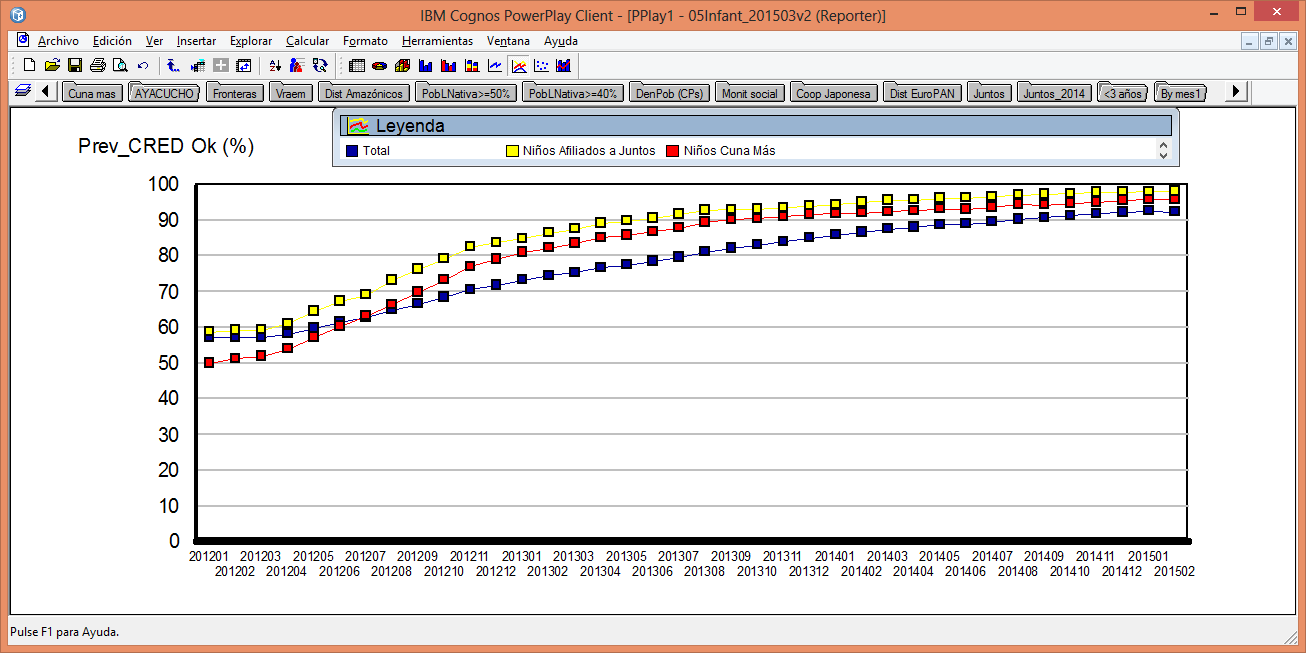 IBM Cognos PowerPlay Client - [PPlay1 - 05Infant_201503v2 (Reporter)]
Archivo Edición Ver Insertar Explorar Calcular Formato Herramientas Ventana Ayuda
Cuna mas AYACUCHO Fronteras Vraem Dist Amazónicos PobLNativa>=50% PobLNativa>=40% DenPob (CPs) Monit social Coop Japonesa Dist EuroPAN Juntos Juntos_2014 <3 años By mes1
Leyenda
Prev_CRED Ok (%)
Total Niños Afiliados a Juntos Niños Cuna Más
100
90
80
70
60
50
40
30
20
10
0
201201 201203 201205 201207 201209 201211 201301 201303 201305 201307 201309 201311 201401 201403 201405 201407 201409 201411 201501
201202 201204 201206 201208 201210 201212 201302 201304 201306 201308 201310 201312 201402 201404 201406 201408 201410 201412 201502
Pulse F1 para Ayuda.